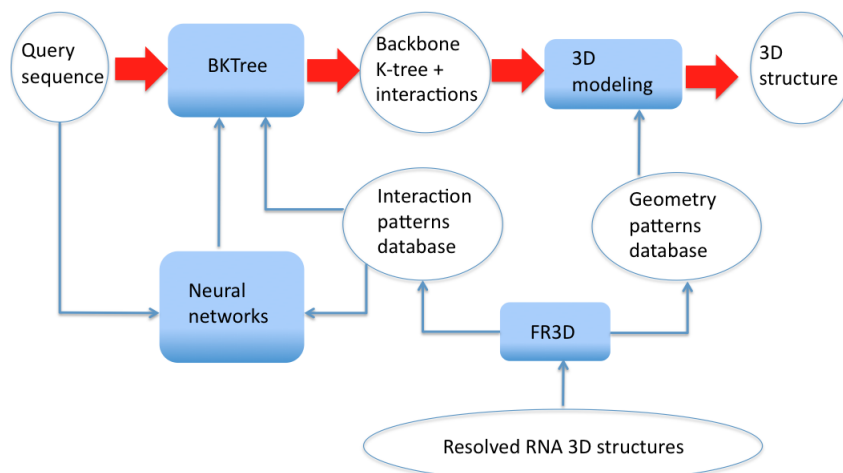 Query
sequence
BKTree
Backbone
K-tree +
interactions
3D
modeling
3D
structure
Interaction
patterns
database
Geometry
patterns
database
Neural
networks
FR3D
Resolved RNA 3D structures